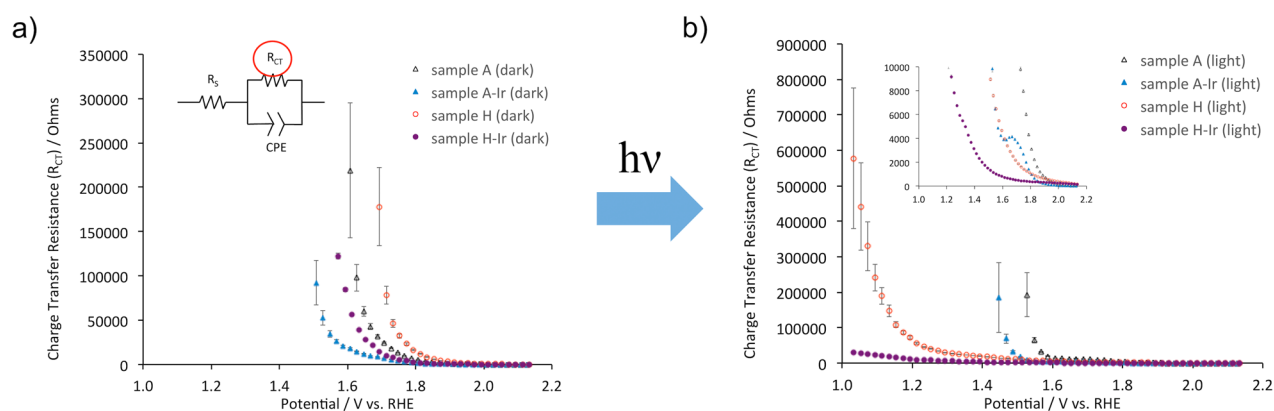 a)
Charge Transfer Resistance (R_CT) / Ohms
350000
300000
250000
200000
150000
100000
50000
0
1.0 1.2 1.4 1.6 1.8 2.0 2.2
Potential / V vs. RHE
R_S
R_CT
CPE
sample A (dark)
sample A-Ir (dark)
sample H (dark)
sample H-Ir (dark)
hν
b)
Charge Transfer Resistance (R_CT) / Ohms
900000
800000
700000
600000
500000
400000
300000
200000
100000
0
1.0 1.2 1.4 1.6 1.8 2.0 2.2
Potential / V vs. RHE
10000
8000
6000
4000
2000
0
1.0 1.2 1.4 1.6 1.8 2.0 2.2
sample A (light)
sample A-Ir (light)
sample H (light)
sample H-Ir (light)